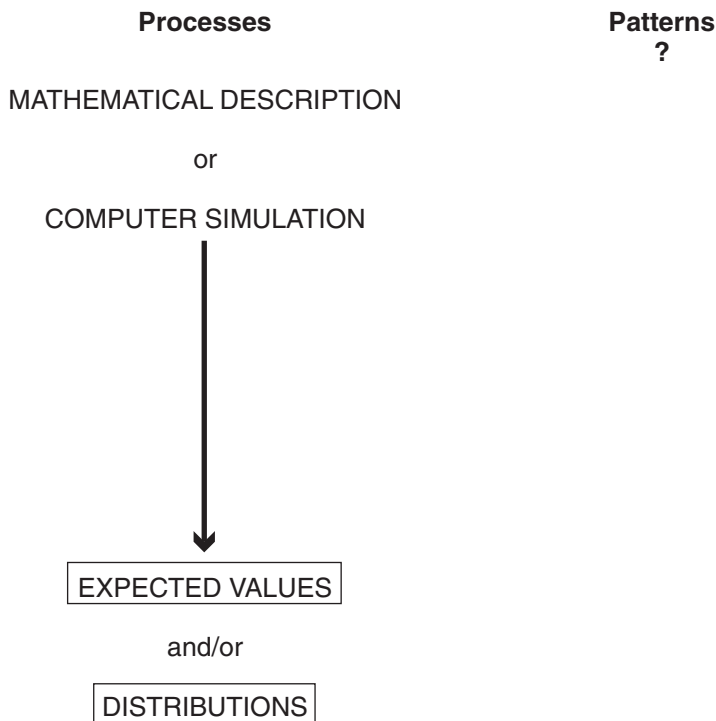 Processes
Patterns
?
MATHEMATICAL DESCRIPTION
or
COMPUTER SIMULATION
EXPECTED VALUES
and/or
DISTRIBUTIONS